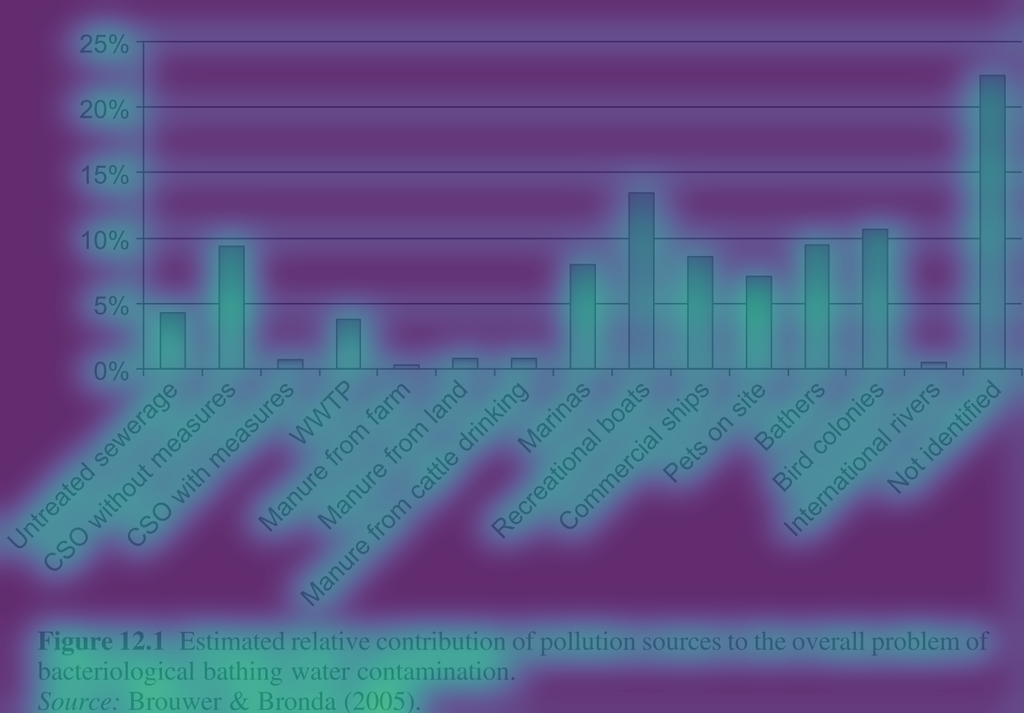 25%
20%
15%
10%
5%
0%
Untreated sewerage
CSO without measures
CSO with measures
WWTP
Manure from farm
Manure from land
Manure from cattle drinking
Marinas
Recreational boats
Commercial ships
Pets on site
Bathers
Bird colonies
International rivers
Not identified
Figure 12.1 Estimated relative contribution of pollution sources to the overall problem of
bacteriological bathing water contamination.
Source: Brouwer & Bronda (2005).